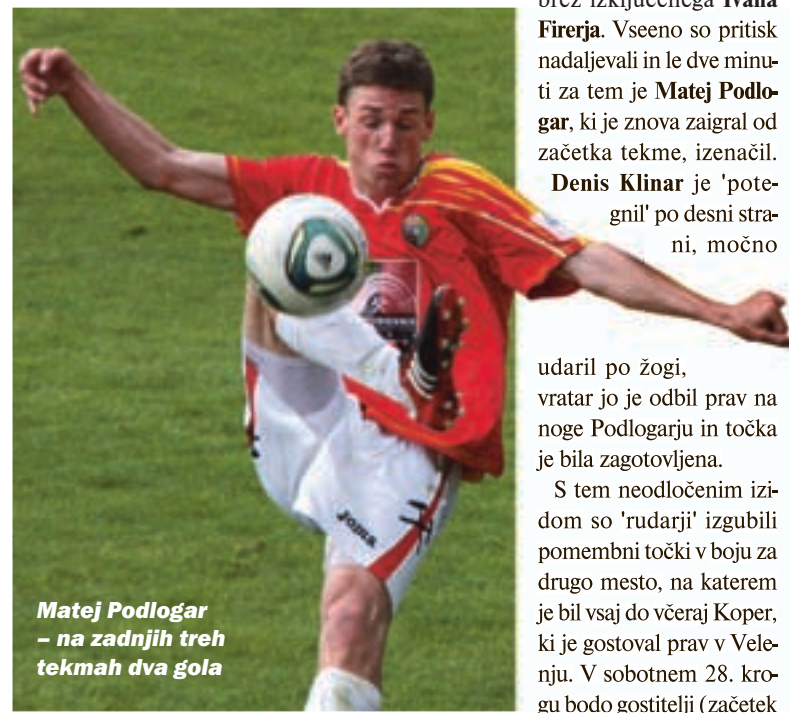 brez izključenega Ivana
Firerja. Vseeno so pritisk
nadaljevali in le dve minu-
ti za tem je Matej Podlo-
gar, ki je znova zaigral od
začetka tekme, izenačil.
Denis Klinar je 'pote-
gnil' po desni stra-
ni, močno
udaril po žogi,
vratar jo je odbil prav na
noge Podlogarju in točka
je bila zagotovljena.
S tem neodločenim izi-
dom so 'rudarji' izgubili
pomembni točki v boju za
drugo mesto, na katerem
je bil vsaj do včeraj Koper,
ki je gostoval prav v Vele-
nju. V sobotnem 28. kro-
gu bodo gostitelji (začetek
Joma
Matej Podlogar
– na zadnjih treh
tekmah dva gola